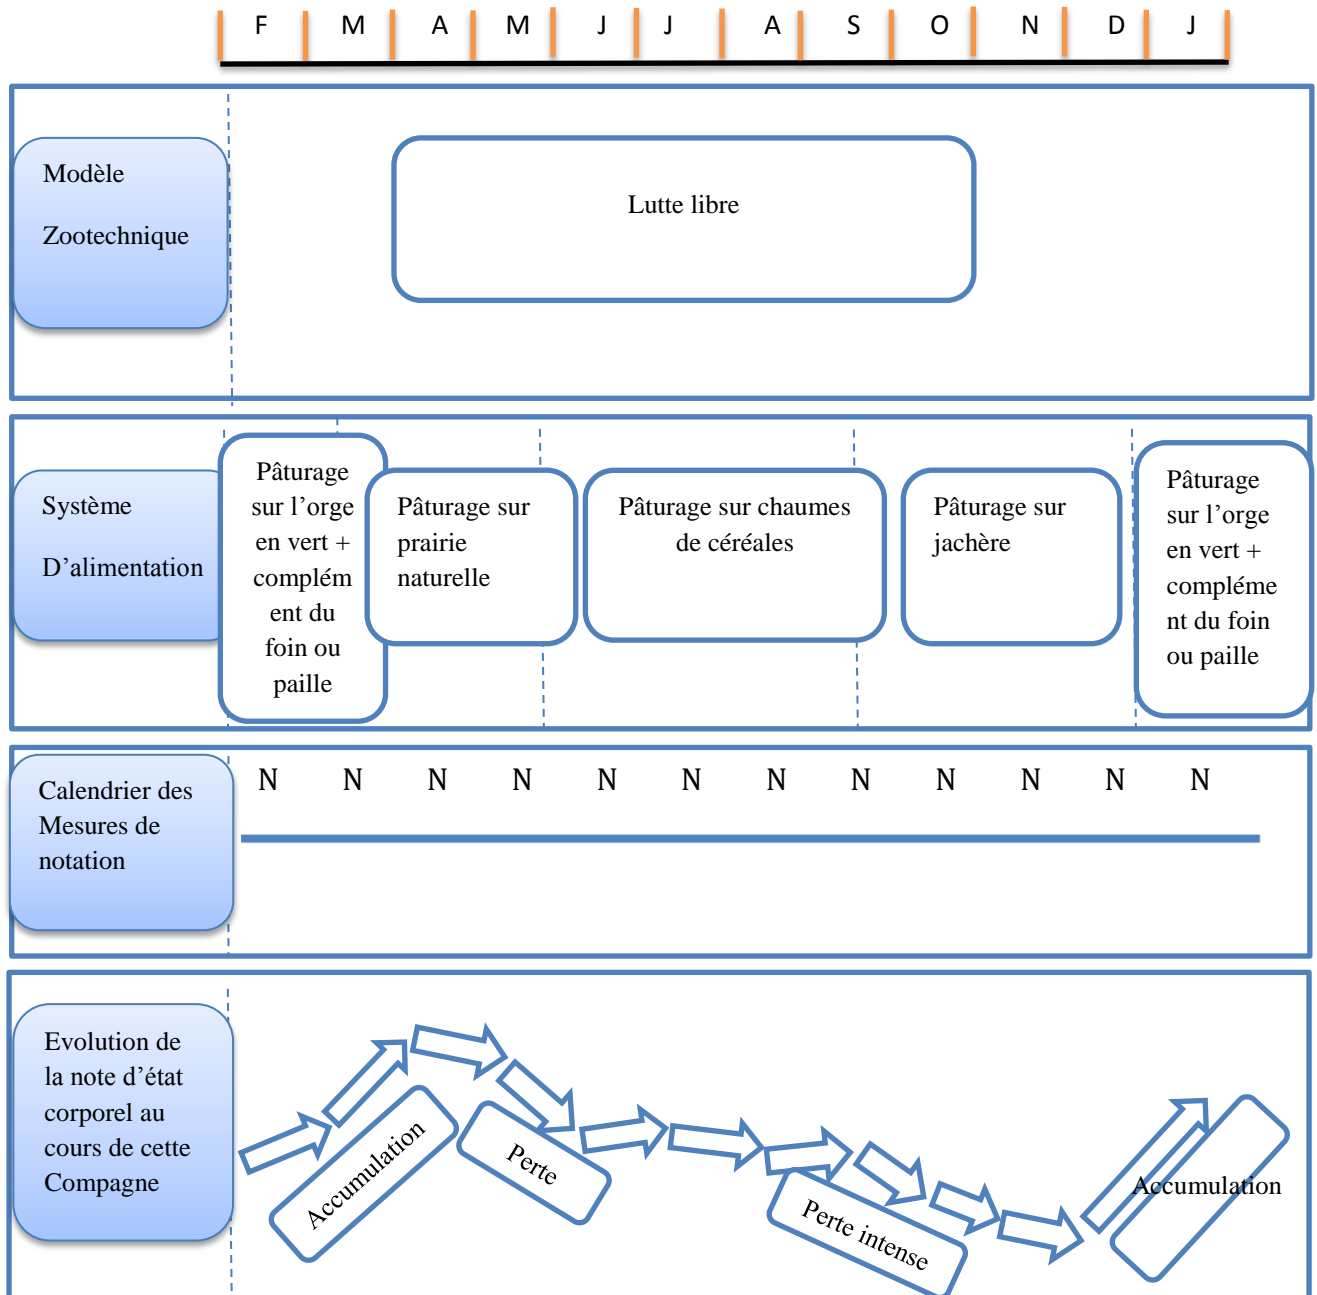 F M A M J J A S O N D J
Modèle
Zootechnique
Lutte libre
Système
D’alimentation
Pâturage
sur l’orge
en vert +
complém
ent du
foin ou
paille
Pâturage sur
prairie
naturelle
Pâturage sur chaumes
de céréales
Pâturage sur
jachère
Pâturage
sur l’orge
en vert +
compléme
nt du foin
ou paille
Calendrier des
Mesures de
notation
N N N N N N N N N N N N
Evolution de
la note d’état
corporel au
cours de cette
Compagne
Accumulation
Perte
Perte intense
Accumulation